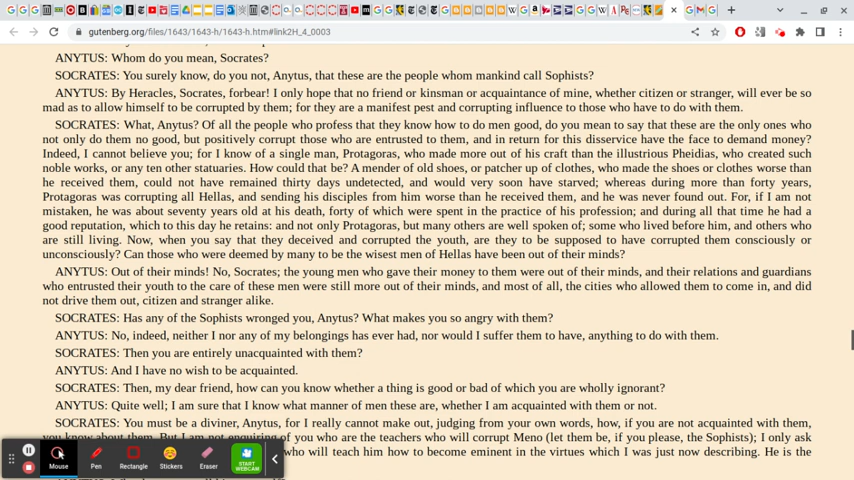 gutenberg.org/files/1643/1643-h/1643-h.htm#link2H_4_0003
ANYTUS: Whom do you mean, Socrates?
SOCRATES: You surely know, do you not, Anytus, that these are the people whom mankind call Sophists?
ANYTUS: By Heracles, Socrates, forbear! I only hope that no friend or kinsman or acquaintance of mine, whether citizen or stranger, will ever be so
mad as to allow himself to be corrupted by them; for they are a manifest pest and corrupting influence to those who have to do with them.
SOCRATES: What, Anytus? Of all the people who profess that they know how to do men good, do you mean to say that these are the only ones who
not only do them no good, but positively corrupt those who are entrusted to them, and in return for this disservice have the face to demand money?
Indeed, I cannot believe you; for I know of a single man, Protagoras, who made more out of his craft than the illustrious Pheidias, who created such
noble works, or any ten other statuaries. How could that be? A mender of old shoes, or patcher up of clothes, who made the shoes or clothes worse than
he received them, could not have remained thirty days undetected, and would very soon have starved; whereas during more than forty years,
Protagoras was corrupting all Hellas, and sending his disciples from him worse than he received them, and he was never found out. For, if I am not
mistaken, he was about seventy years old at his death, forty of which were spent in the practice of his profession; and during all that time he had a
good reputation, which to this day he retains: and not only Protagoras, but many others are well spoken of; some who lived before him, and others who
are still living. Now, when you say that they deceived and corrupted the youth, are they to be supposed to have corrupted them consciously or
unconsciously? Can those who were deemed by many to be the wisest men of Hellas have been out of their minds?
ANYTUS: Out of their minds! No, Socrates; the young men who gave their money to them were out of their minds, and their relations and guardians
who entrusted their youth to the care of these men were still more out of their minds, and most of all, the cities who allowed them to come in, and did
not drive them out, citizen and stranger alike.
SOCRATES: Has any of the Sophists wronged you, Anytus? What makes you so angry with them?
ANYTUS: No, indeed, neither I nor any of my belongings has ever had, nor would I suffer them to have, anything to do with them.
SOCRATES: Then you are entirely unacquainted with them?
ANYTUS: And I have no wish to be acquainted.
SOCRATES: Then, my dear friend, how can you know whether a thing is good or bad of which you are wholly ignorant?
ANYTUS: Quite well; I am sure that I know what manner of men these are, whether I am acquainted with them or not.
SOCRATES: You must be a diviner, Anytus, for I really cannot make out, judging from your own words, how, if you are not acquainted with them,
you know about them. But I am not enquiring of you who are the teachers who will corrupt Meno (let them be, if you please, the Sophists); I only ask
who will teach him how to become eminent in the virtues which I was just now describing. He is the
Mouse Pen Rectangle Stickers Eraser START WEBCAM